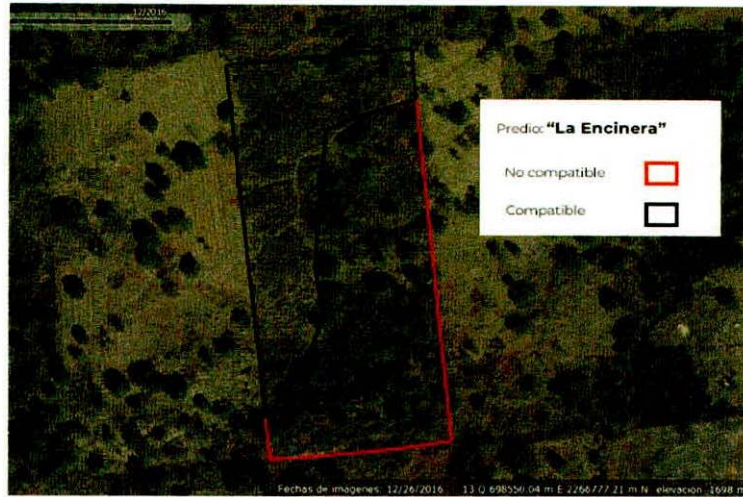 12/2016
Predio: "La Encinera"
No compatible
Compatible
Fechas de imágenes: 12/26/2016 13 Q 698550.04 m E 2266777.21 m N elevación 1698 m